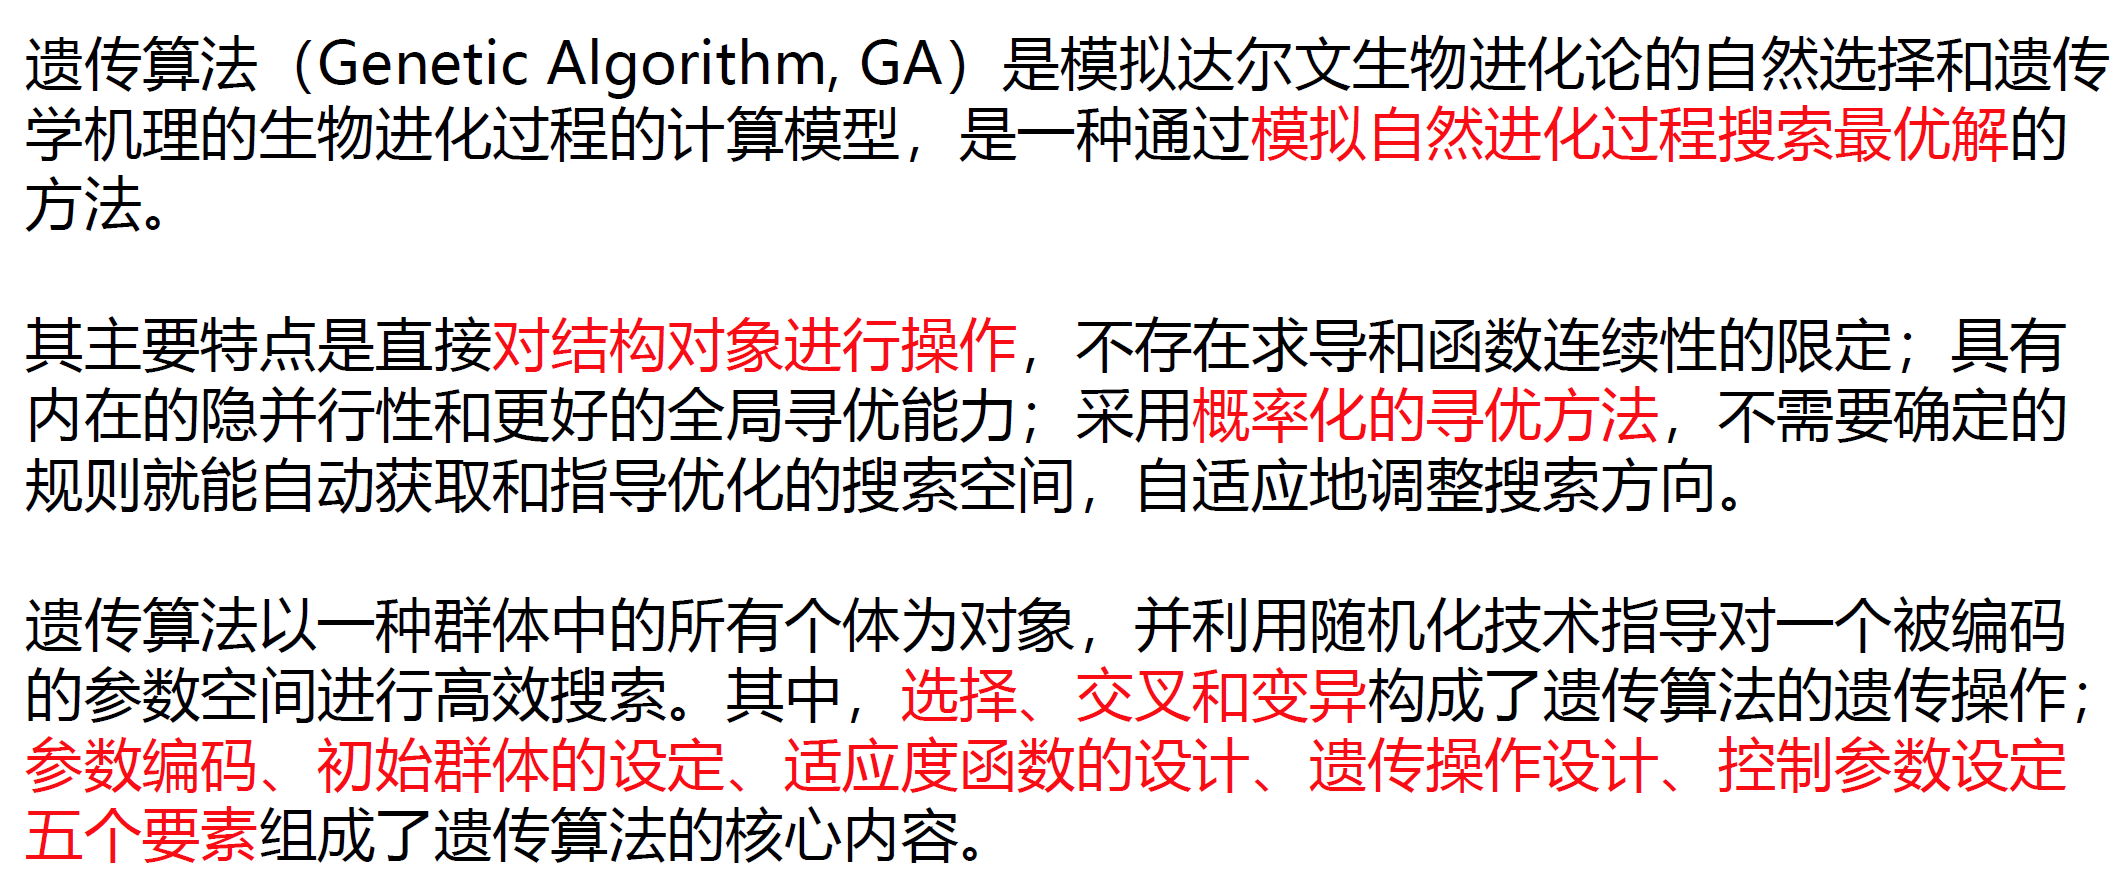 遗传算法（Genetic Algorithm, GA）是模拟达尔文生物进化论的自然选择和遗传
学机理的生物进化过程的计算模型，是一种通过模拟自然进化过程搜索最优解的
方法。
其主要特点是直接对结构对象进行操作，不存在求导和函数连续性的限定；具有
内在的隐并行性和更好的全局寻优能力；采用概率化的寻优方法，不需要确定的
规则就能自动获取和指导优化的搜索空间，自适应地调整搜索方向。
遗传算法以一种群体中的所有个体为对象，并利用随机化技术指导对一个被编码
的参数空间进行高效搜索。其中，选择、交叉和变异构成了遗传算法的遗传操作；
参数编码、初始群体的设定、适应度函数的设计、遗传操作设计、控制参数设定
五个要素组成了遗传算法的核心内容。